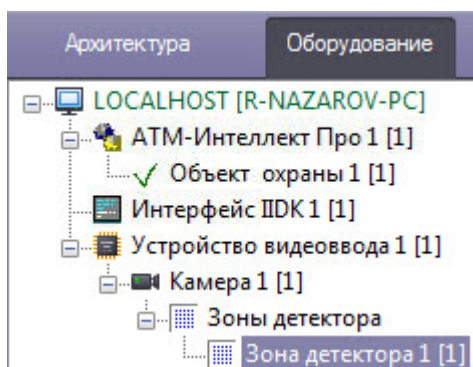 Архитектура Оборудование
LOCALHOST [R-NAZAROV-PC]
АТМ-Интеллект Про 1 [1]
Объект охраны 1 [1]
Интерфейс IIDK 1 [1]
Устройство видеоввода 1 [1]
Камера 1 [1]
Зоны детектора
Зона детектора 1 [1]